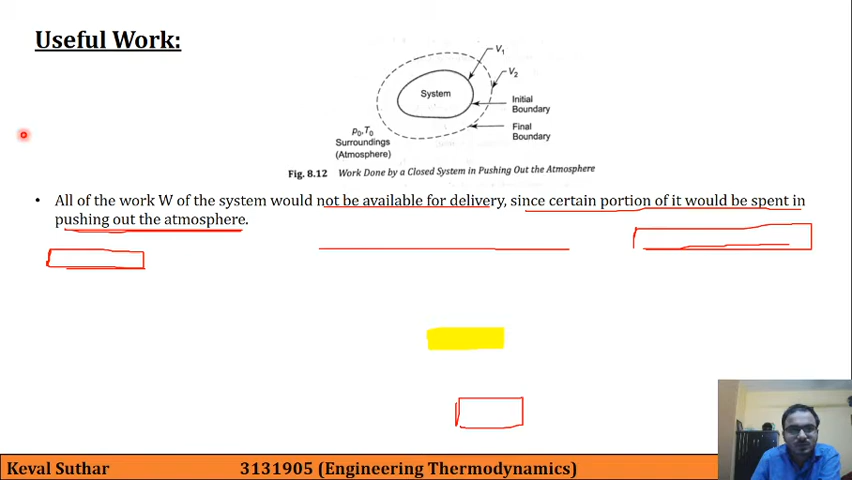 Useful Work:
V1
V2
System
Initial
Boundary
Final
Boundary
p0, T0
Surroundings
(Atmosphere)
Fig. 8.12 Work Done by a Closed System in Pushing Out the Atmosphere
• All of the work W of the system would not be available for delivery, since certain portion of it would be spent in
pushing out the atmosphere.
Keval Suthar
3131905 (Engineering Thermodynamics)